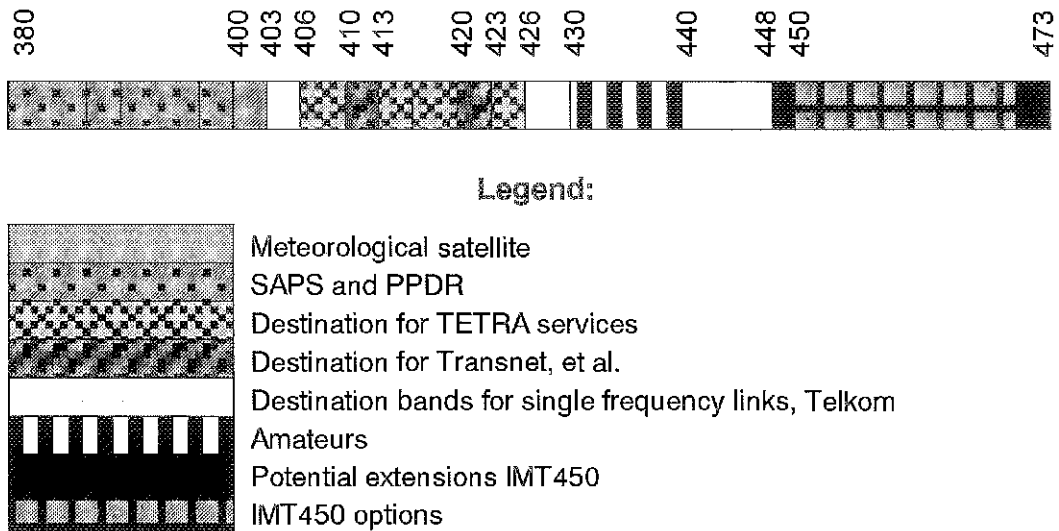 380 400 403 406 410 413 420 423 426 430 440 448 450 473
Legend:
Meteorological satellite
SAPS and PPDR
Destination for TETRA services
Destination for Transnet, et al.
Destination bands for single frequency links, Telkom
Amateurs
Potential extensions IMT450
IMT450 options